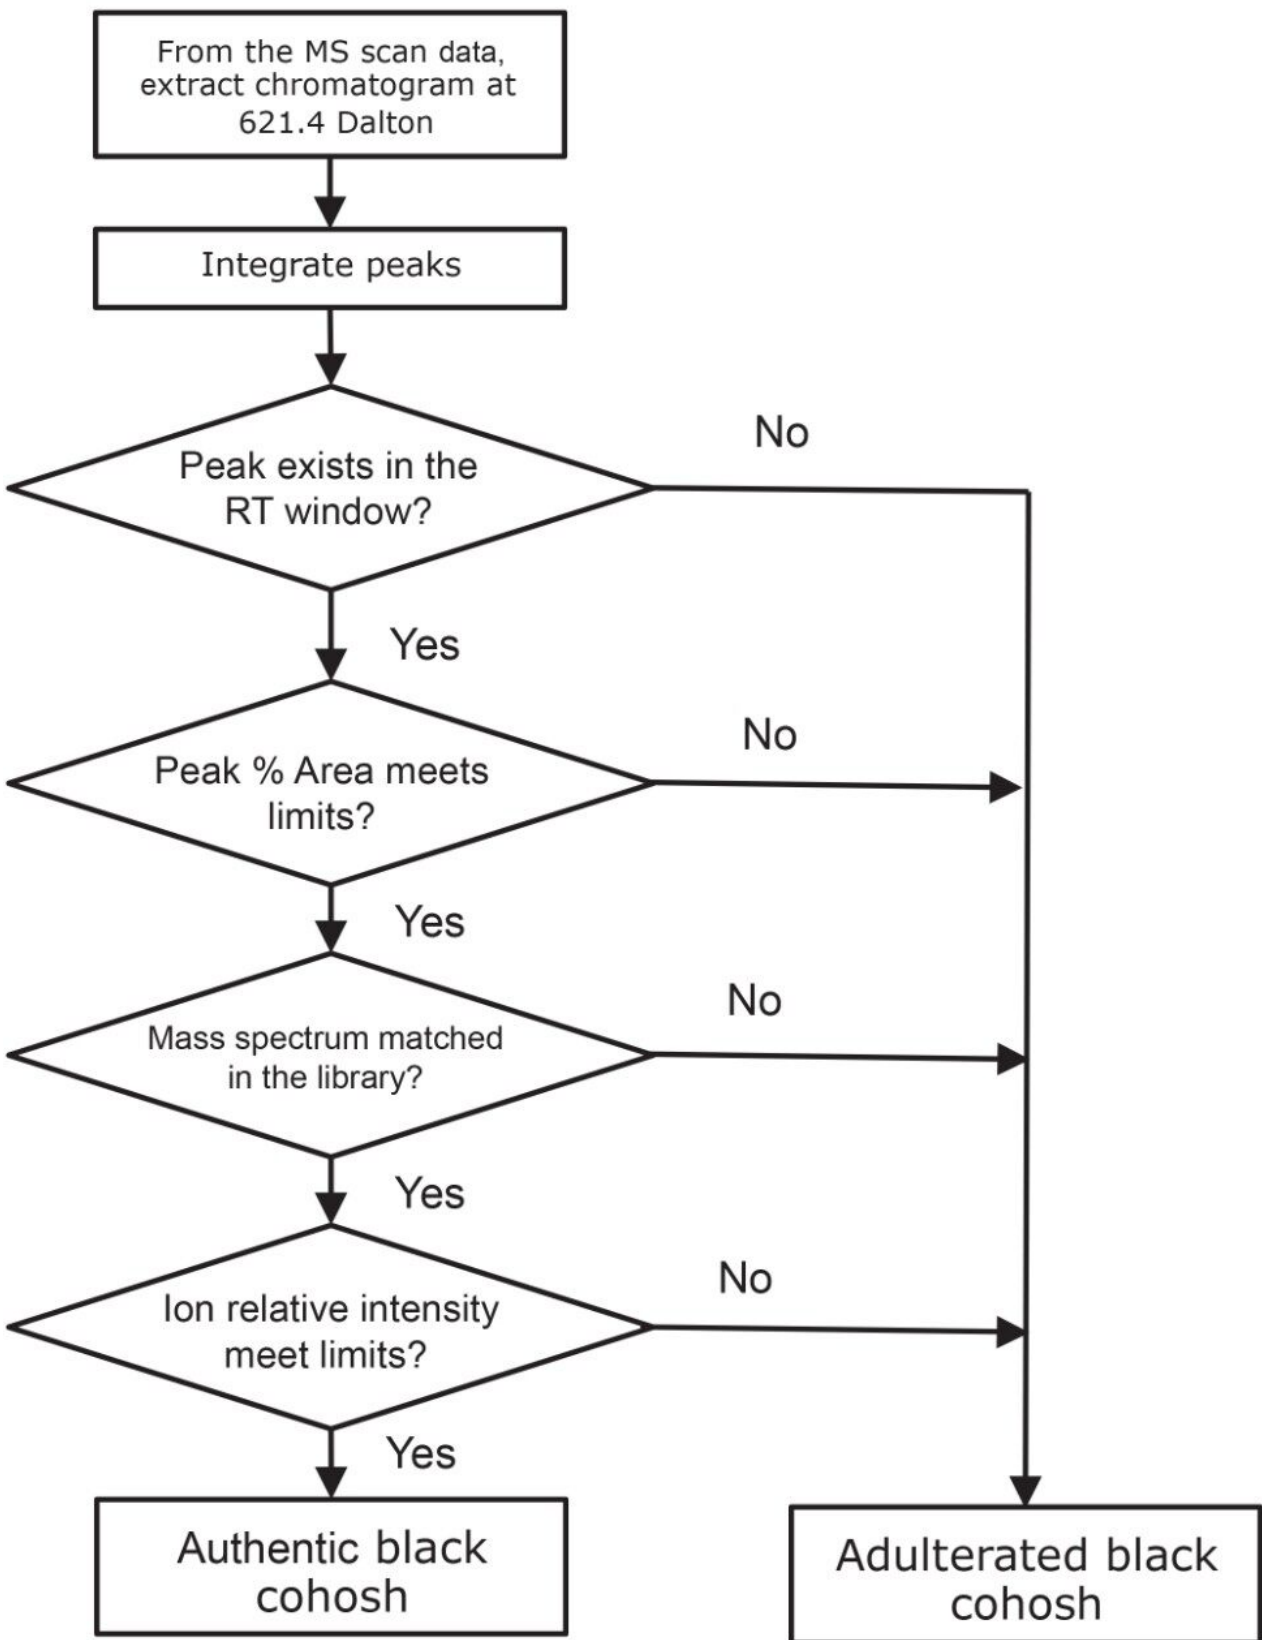 From the MS scan data,
extract chromatogram at
621.4 Dalton
Integrate peaks
Peak exists in the
RT window?
No
Yes
Peak % Area meets
limits?
No
Yes
Mass spectrum matched
in the library?
No
Yes
Ion relative intensity
meet limits?
No
Yes
Authentic black
cohosh
Adulterated black
cohosh